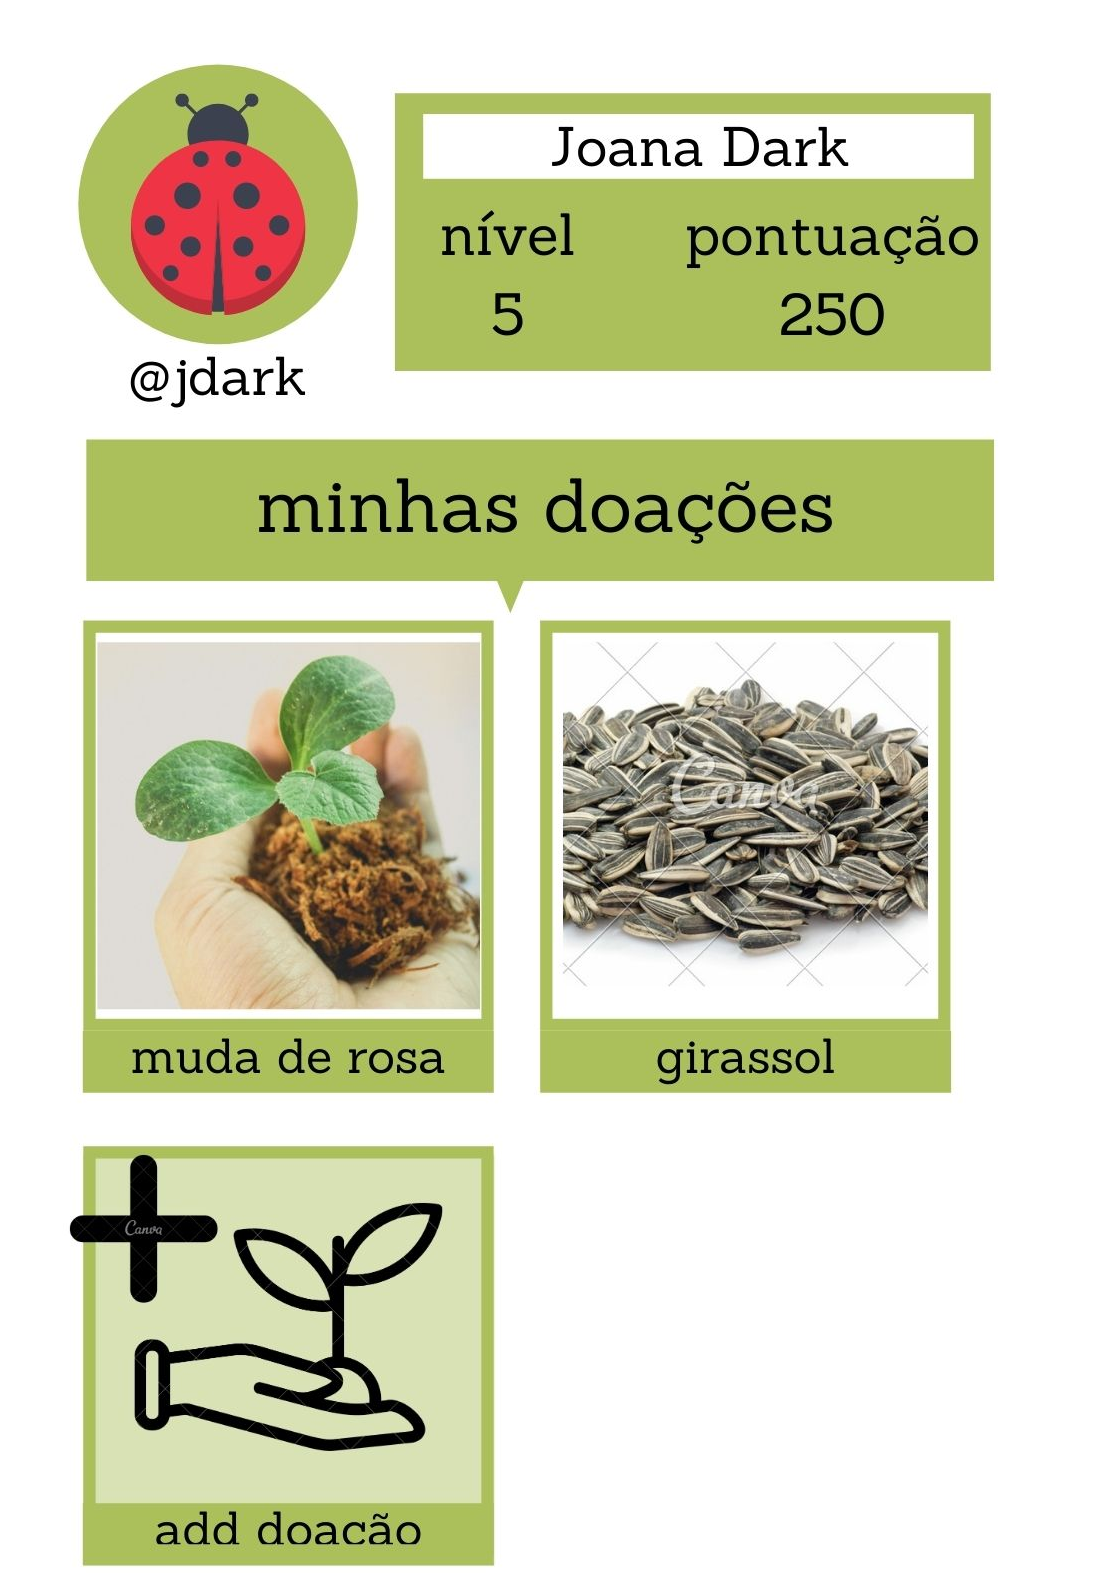 Joana Dark
nível
pontuação
5
250
@jdark
minhas doações
Canva
muda de rosa
girassol
Canva
add doação